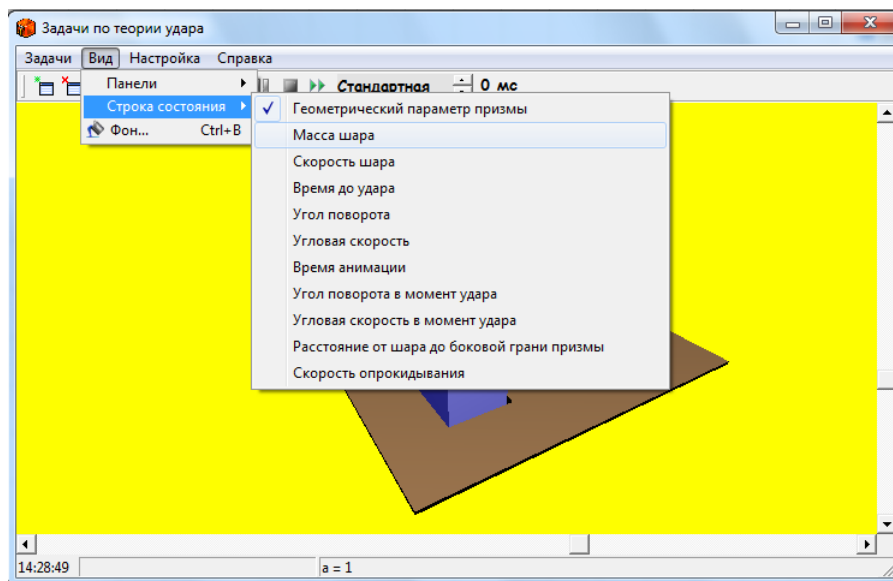 Задачи по теории удара
Задачи Вид Настройка Справка
Панели
Стандартная 0 мс
Строка состояния
Фон... Ctrl+B
Геометрический параметр призмы
Масса шара
Скорость шара
Время до удара
Угол поворота
Угловая скорость
Время анимации
Угол поворота в момент удара
Угловая скорость в момент удара
Расстояние от шара до боковой грани призмы
Скорость опрокидывания
14:28:49 a = 1